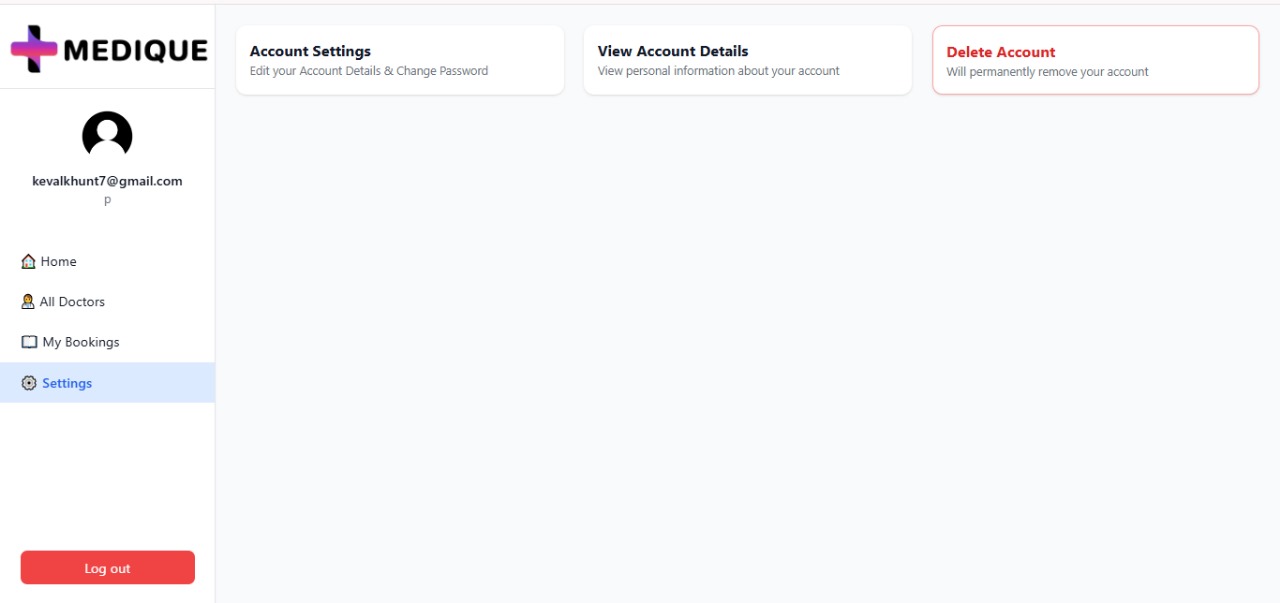 MEDIQUE
kevalkhunt7@gmail.com
p
Home
All Doctors
My Bookings
Settings
Log out
Account Settings
Edit your Account Details & Change Password
View Account Details
View personal information about your account
Delete Account
Will permanently remove your account